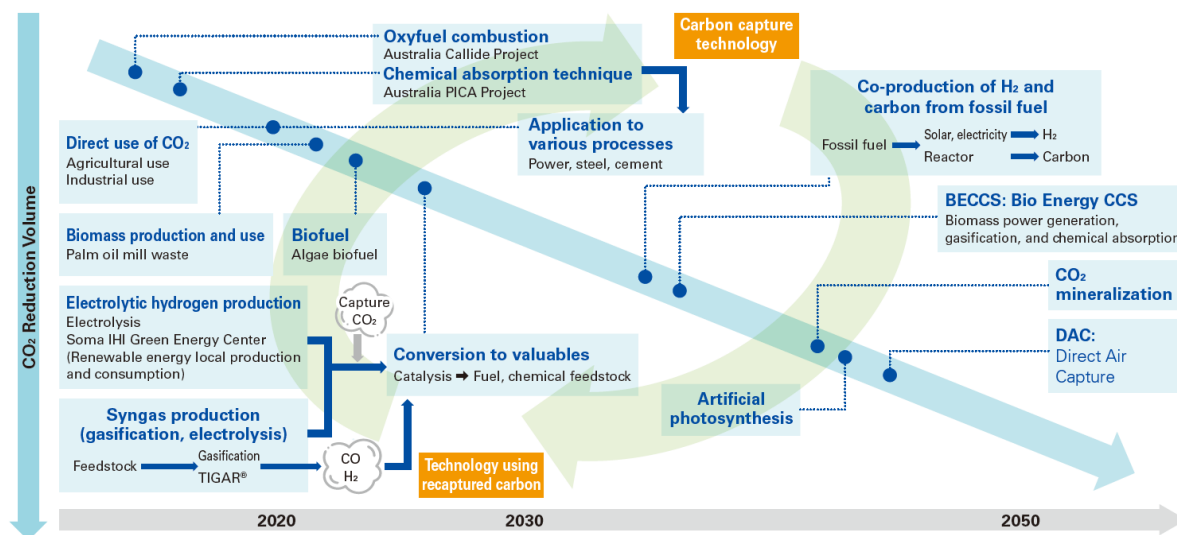 Oxyfuel combustion
Australia Callide Project
Chemical absorption technique
Australia PICA Project
Carbon capture
technology
Co-production of H₂ and
carbon from fossil fuel
Fossil fuel
Solar, electricity
Reactor
H₂
Carbon
Direct use of CO₂
Agricultural use
Industrial use
Application to
various processes
Power, steel, cement
BECCS: Bio Energy CCS
Biomass power generation,
gasification, and chemical absorption
Biomass production and use
Palm oil mill waste
Biofuel
Algae biofuel
CO₂
mineralization
Electrolytic hydrogen production
Electrolysis
Soma IHI Green Energy Center
(Renewable energy local production
and consumption)
Capture
CO₂
Conversion to valuables
Catalysis ➡ Fuel, chemical feedstock
DAC:
Direct Air
Capture
Artificial
photosynthesis
Syngas production
(gasification, electrolysis)
Feedstock
Gasification
TIGAR®
CO
H₂
Technology using
recaptured carbon
CO₂ Reduction Volume
2020
2030
2050